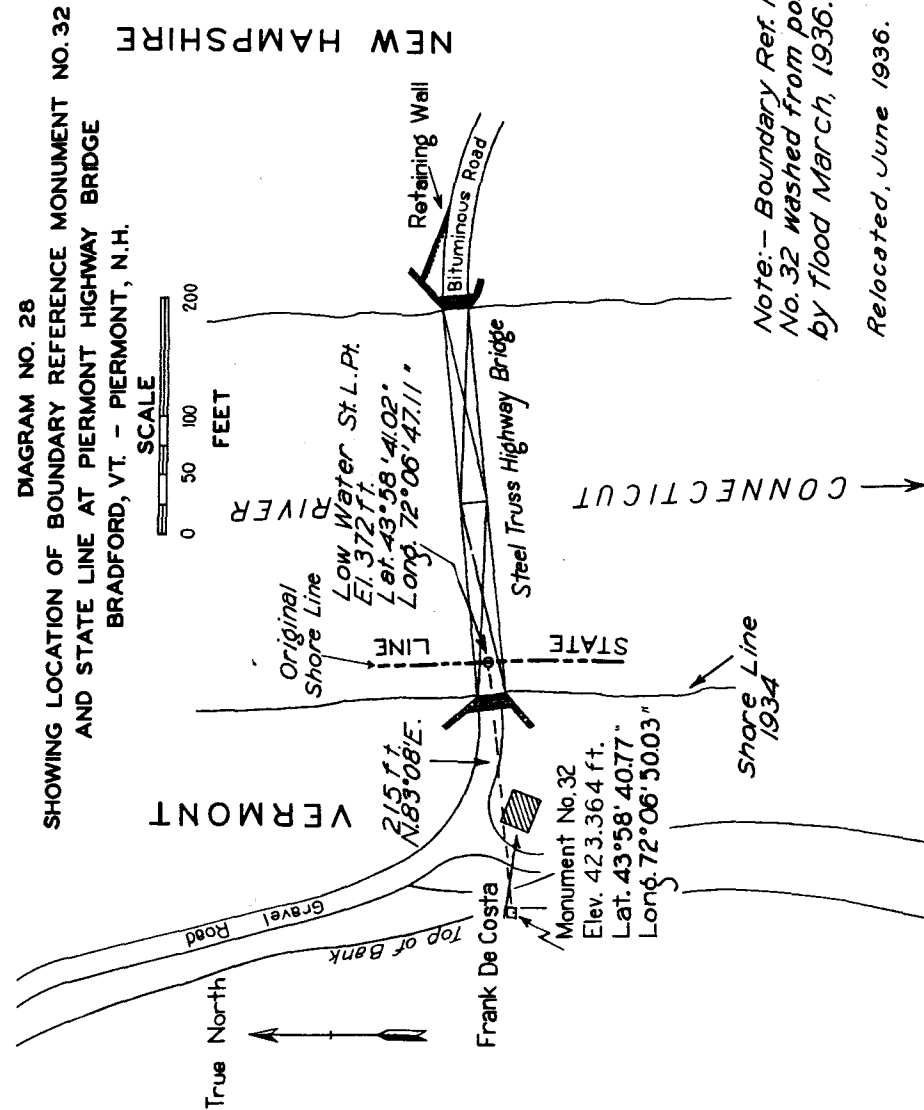 DIAGRAM NO. 28
SHOWING LOCATION OF BOUNDARY REFERENCE MONUMENT NO. 32
AND STATE LINE AT PIERMONT HIGHWAY BRIDGE
BRADFORD, VT. - PIERMONT, N.H.
SCALE
0 50 100 200
FEET
NEW HAMPSHIRE
VERMONT
RIVER
CONNECTICUT
Original
Shore Line
LINE
STATE
Low Water St. L. Pt.
El. 372 ft.
Lat. 43°58'41.02"
Long. 72°06'47.11"
Retaining Wall
Bituminous Road
Steel Truss Highway Bridge
215 ft.
N.83°08'E.
Gravel
Road
Top of Bank
True North
Frank De Costa
Monument No. 32
Elev. 423.364 ft.
Lat. 43°58'40.77"
Long. 72°06'50.03"
Shore Line
1934
Note:- Boundary Ref.
No. 32 washed from
by flood March, 1936.
Relocated, June 1936.